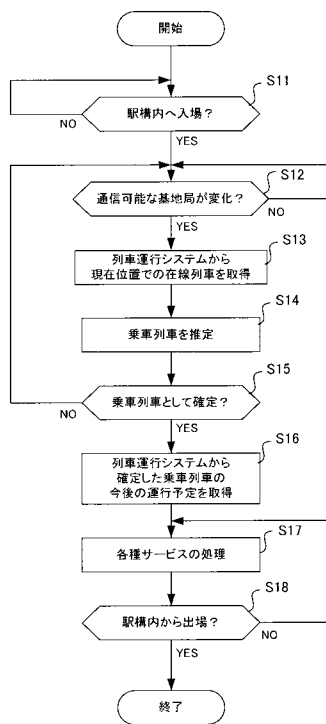 開始
S11
駅構内へ入場?
NO
YES
S12
通信可能な基地局が変化?
NO
YES
S13
列車運行システムから
現在位置での在線列車を取得
S14
乗車列車を推定
S15
乗車列車として確定?
NO
YES
S16
列車運行システムから
確定した乗車列車の
今後の運行予定を取得
S17
各種サービスの処理
S18
駅構内から出場?
NO
YES
終了